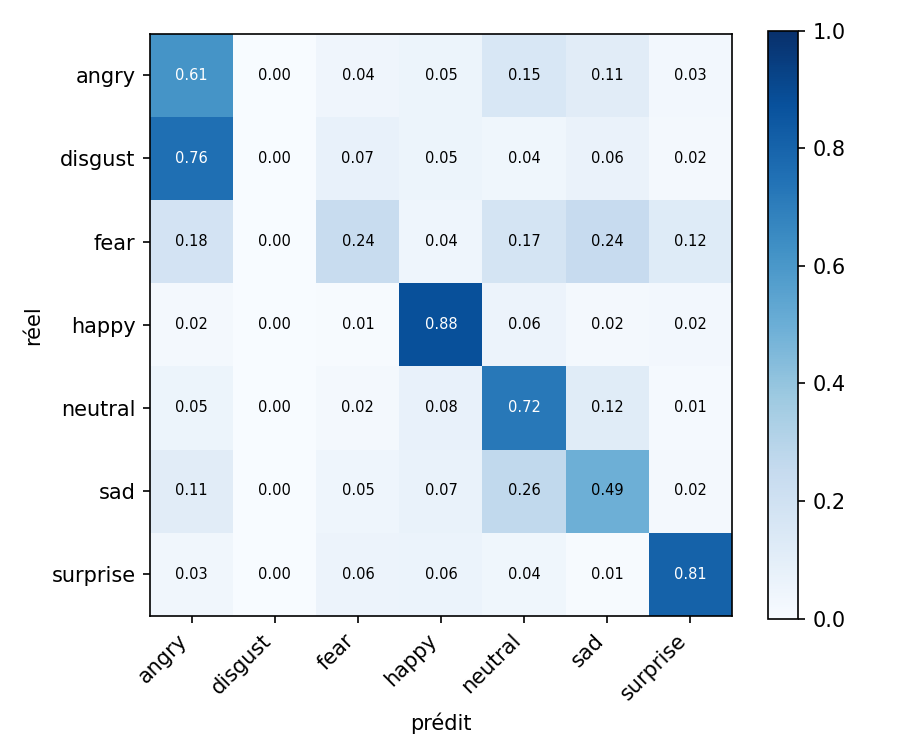 1.0
angry 0.61 0.00 0.04 0.05 0.15 0.11 0.03
disgust 0.76 0.00 0.07 0.05 0.04 0.06 0.02
0.8
fear 0.18 0.00 0.24 0.04 0.17 0.24 0.12
0.6
réel
happy 0.02 0.00 0.01 0.88 0.06 0.02 0.02
0.4
neutral 0.05 0.00 0.02 0.08 0.72 0.12 0.01
sad 0.11 0.00 0.05 0.07 0.26 0.49 0.02
0.2
surprise 0.03 0.00 0.06 0.06 0.04 0.01 0.81
0.0
angry disgust fear happy neutral sad surprise
prédit